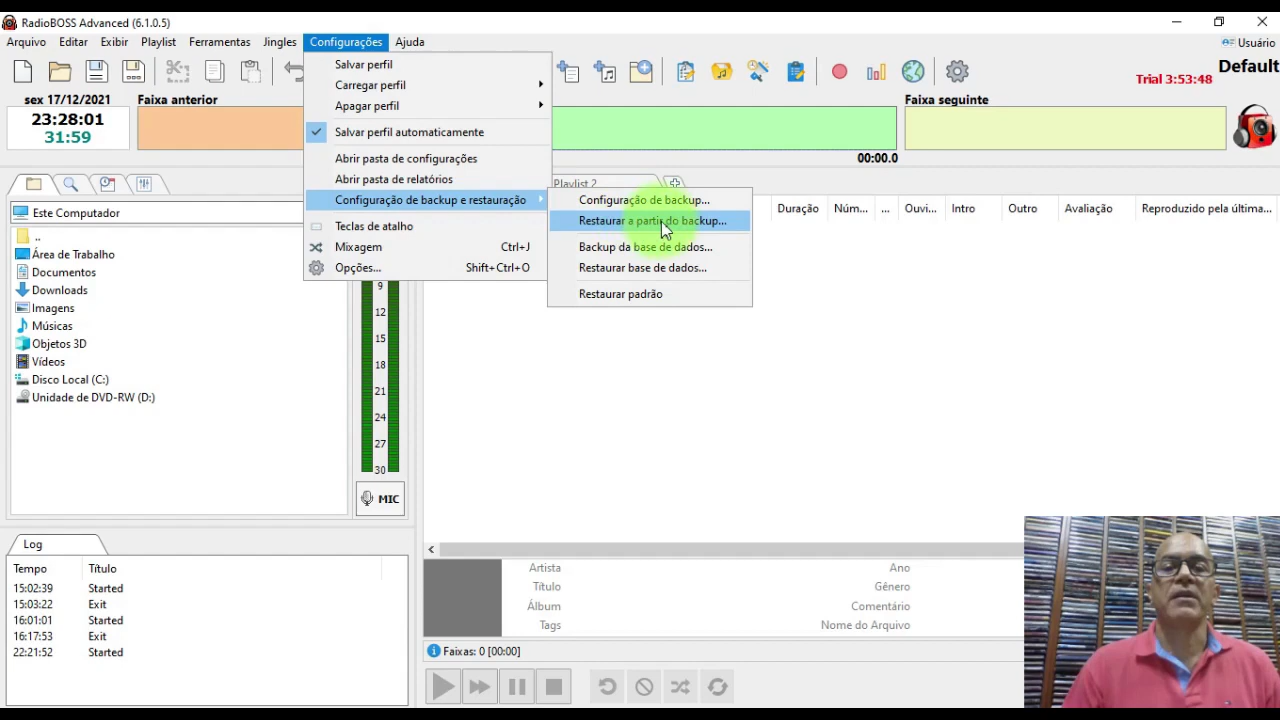 RadioBOSS Advanced (6.1.0.5)
Arquivo Editar Exibir Playlist Ferramentas Jingles Configurações Ajuda
Usuário
Default
Trial 3:53:48
sex 17/12/2021
23:28:01
31:59
Faixa anterior
00:00.0
Faixa seguinte
Salvar perfil
Carregar perfil
Apagar perfil
Salvar perfil automaticamente
Abrir pasta de configurações
Abrir pasta de relatórios
Configuração de backup e restauração
Teclas de atalho
Mixagem Ctrl+J
Opções... Shift+Ctrl+O
Configuração de backup...
Restaurar a partir do backup...
Backup da base de dados...
Restaurar base de dados...
Restaurar padrão
Playlist 2
Duração Núm... ... Ouvi... Intro Outro Avaliação Reproduzido pela última...
Este Computador
..
Área de Trabalho
Documentos
Downloads
Imagens
Músicas
Objetos 3D
Vídeos
Disco Local (C:)
Unidade de DVD-RW (D:)
9
12
15
18
21
24
27
30
MIC
Log
Tempo Título
15:02:39 Started
15:03:22 Exit
16:01:01 Started
16:17:53 Exit
22:21:52 Started
Artista
Título
Álbum
Tags
Ano
Gênero
Comentário
Nome do Arquivo
Faixas: 0 [00:00]